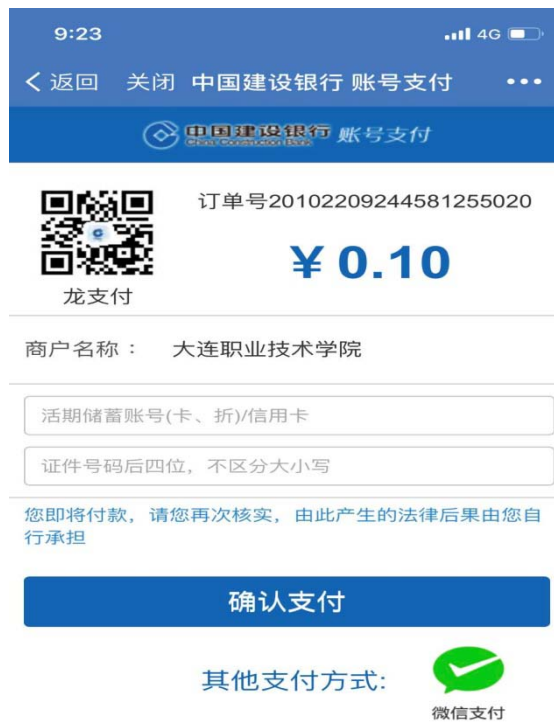 9:23 4G
返回 关闭 中国建设银行 账号支付
中国建设银行 账号支付
China Construction Bank
订单号20102209244581255020
¥ 0.10
龙支付
商户名称 : 大连职业技术学院
活期储蓄账号(卡、折)/信用卡
证件号码后四位, 不区分大小写
您即将付款, 请您再次核实, 由此产生的法律后果由您自
行承担
确认支付
其他支付方式:
微信支付